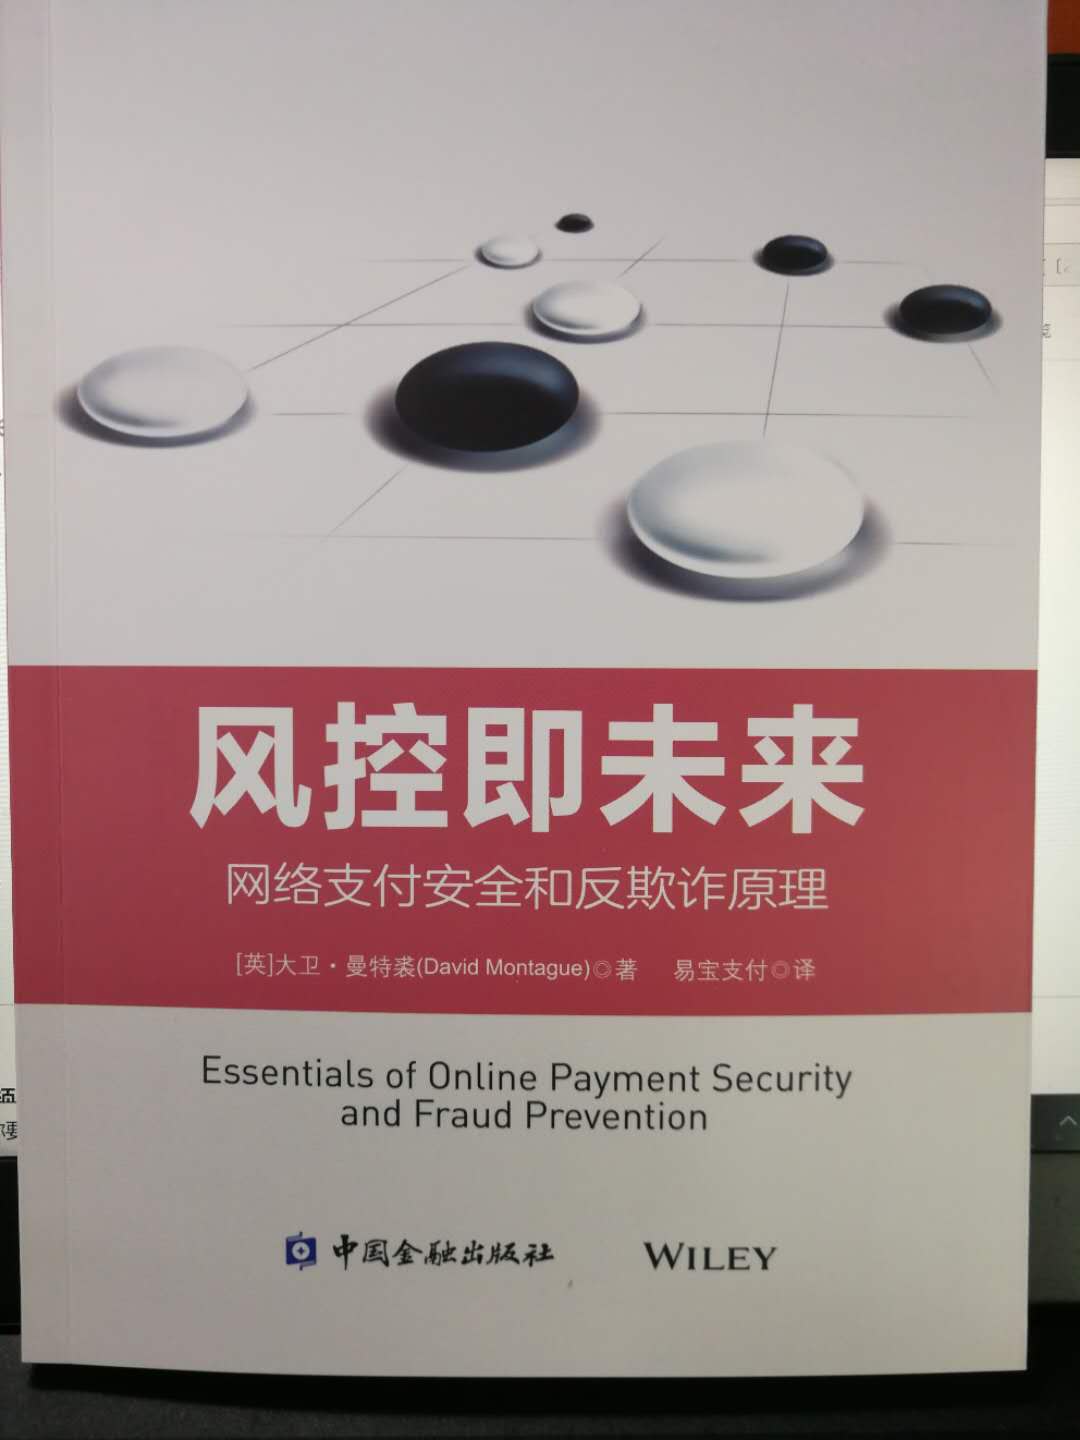 风控即未来
网络支付安全和反欺诈原理
[英]大卫·曼特裘(David Montague)◎著 易宝支付◎译
Essentials of Online Payment Security
and Fraud Prevention
中国金融出版社 WILEY